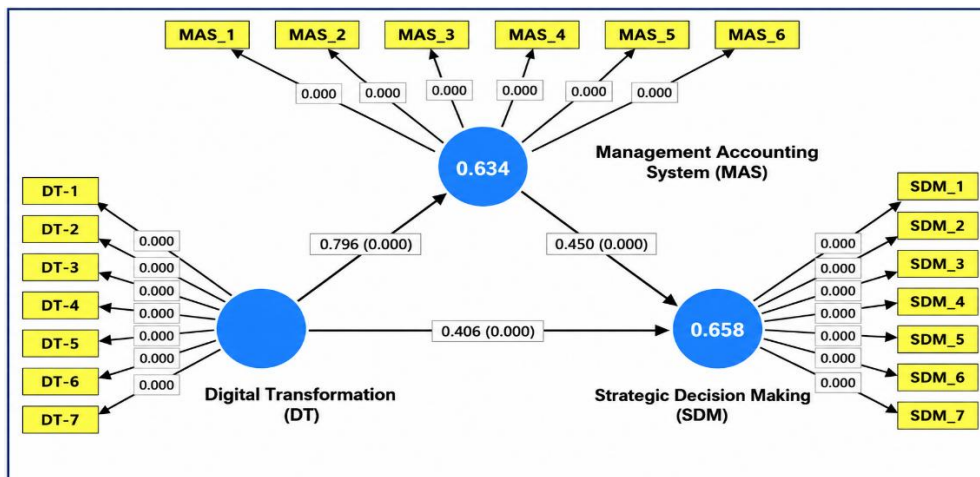 MAS_1
MAS_2
MAS_3
MAS_4
MAS_5
MAS_6
0.000
0.000
0.000
0.000
0.000
0.000
0.634
Management Accounting
System (MAS)
DT-1
DT-2
DT-3
DT-4
DT-5
DT-6
DT-7
0.000
0.000
0.000
0.000
0.000
0.000
0.000
0.796 (0.000)
0.450 (0.000)
0.406 (0.000)
Digital Transformation
(DT)
0.658
Strategic Decision Making
(SDM)
0.000
0.000
0.000
0.000
0.000
0.000
0.000
SDM_1
SDM_2
SDM_3
SDM_4
SDM_5
SDM_6
SDM_7